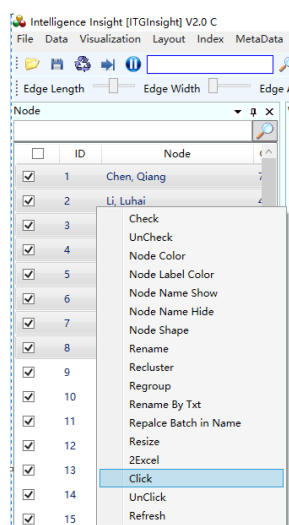 Intelligence Insight [ITGInsight] V2.0 C
File Data Visualization Layout Index MetaData
Edge Length Edge Width Edge
Node
ID Node
1 Chen, Qiang 7
2 Li, Luhai 4
3
4
5
6
7
8
9
10
11
12
13
14
15
Check
UnCheck
Node Color
Node Label Color
Node Name Show
Node Name Hide
Node Shape
Rename
Recluster
Regroup
Rename By Txt
Repalce Batch in Name
Resize
2Excel
Click
UnClick
Refresh